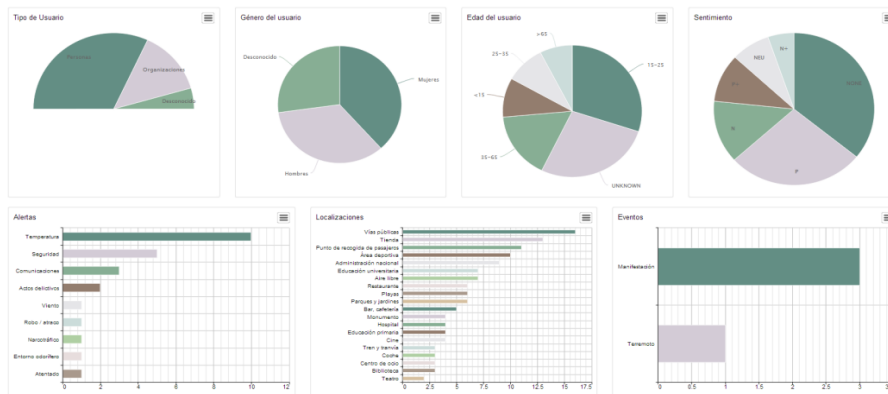 Tipo de Usuario
Personas
Organizaciones
Desconocido
Género del usuario
Desconocido
Mujeres
Hombres
Edad del usuario
>65
25-35
<15
35-65
15-25
UNKNOWN
Sentimiento
N+
NEU
NONE
N
P
Alertas
Temperatura
Seguridad
Comunicaciones
Actos delictivos
Viento
Robo / atraco
Narcotráfico
Entorno odorífero
Atentado
0 2 4 6 8 10 12
Localizaciones
Vías públicas
Tienda
Punto de recogida de pasajeros
Área deportiva
Administración nacional
Educación universitaria
Aire libre
Restaurante
Playas
Parques y jardines
Bar, cafetería
Monumento
Hospital
Educación primaria
Cine
Tren y tranvía
Coche
Centro de ocio
Biblioteca
Teatro
0 2.5 5 7.5 10 12.5 15 17.5
Eventos
Manifestación
Terremoto
0 0.5 1 1.5 2 2.5 3